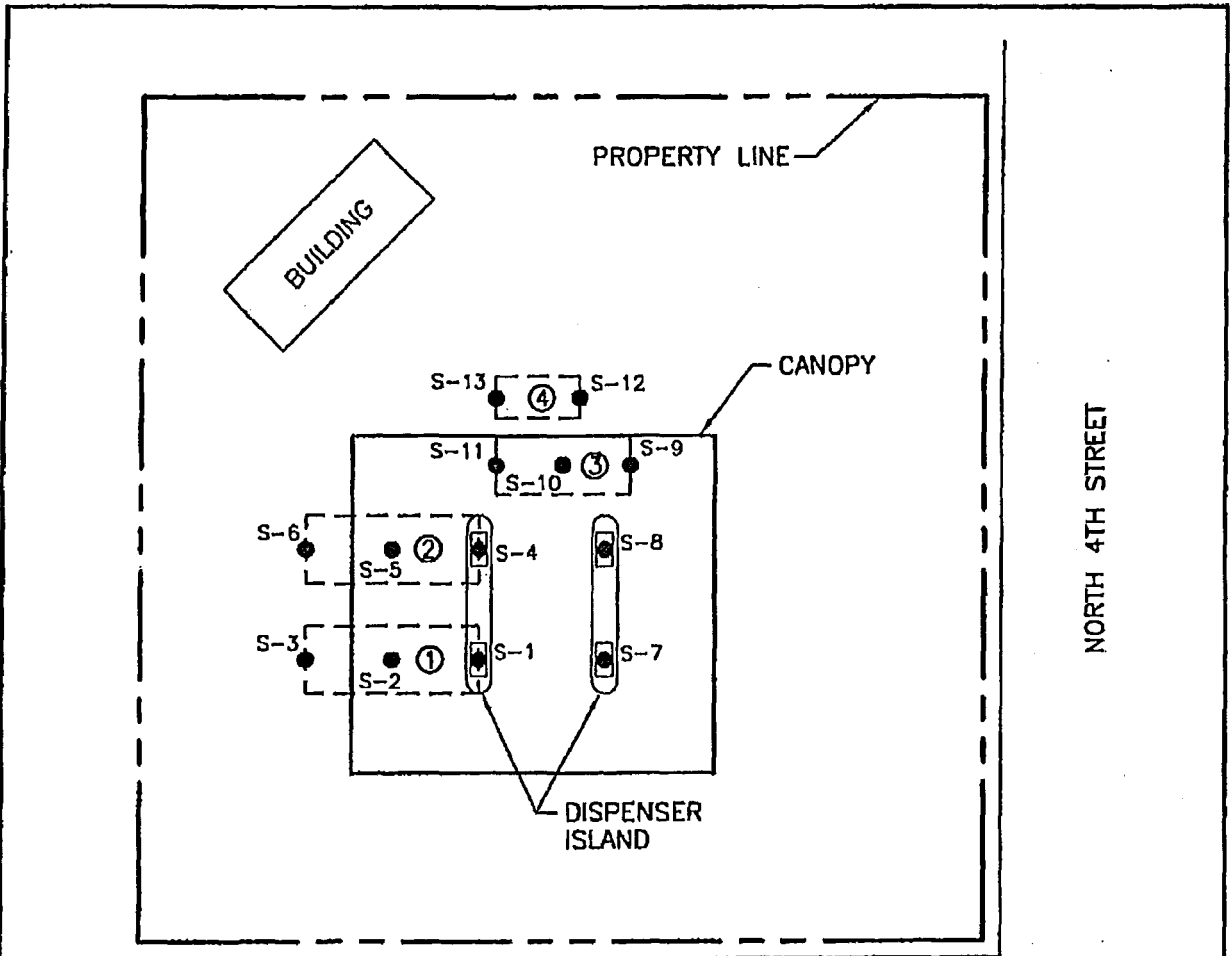 PROPERTY LINE
BUILDING
CANOPY
S-13
4
S-12
S-11
3
S-9
S-10
S-6
2
S-4
S-8
S-5
S-3
1
S-1
S-7
S-2
DISPENSER
ISLAND
NORTH 4TH STREET